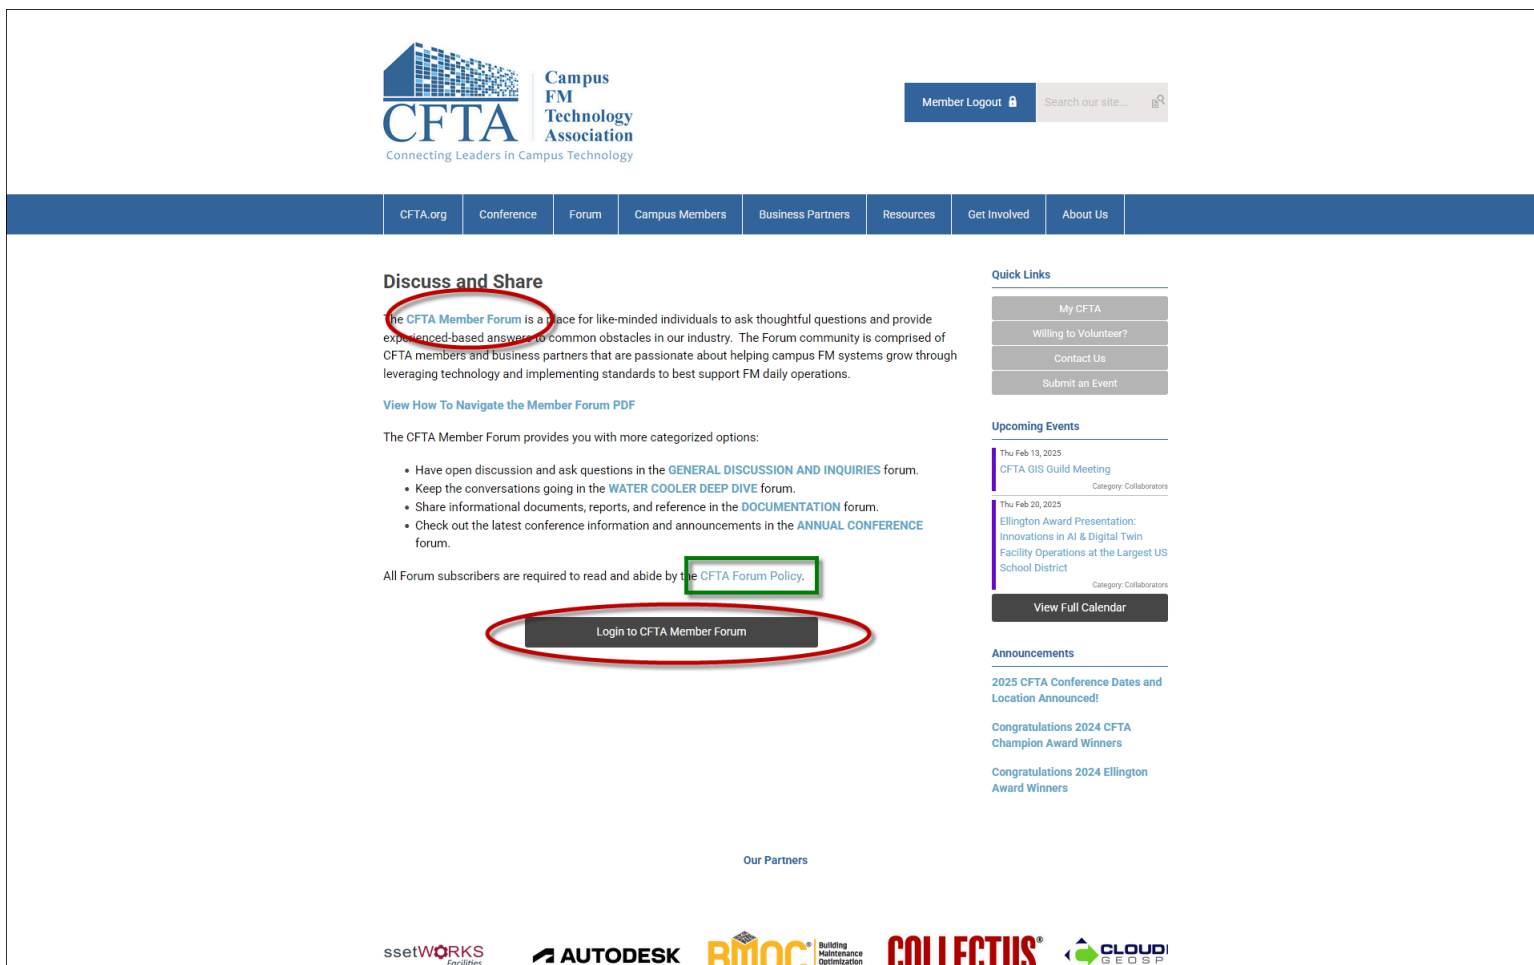 CFTA
Campus
FM
Technology
Association
Connecting Leaders in Campus Technology
Member Logout
Search our site...
CFTA.org
Conference
Forum
Campus Members
Business Partners
Resources
Get Involved
About Us
Discuss and Share
The CFTA Member Forum is a place for like-minded individuals to ask thoughtful questions and provide
experienced-based answers to common obstacles in our industry. The Forum community is comprised of
CFTA members and business partners that are passionate about helping campus FM systems grow through
leveraging technology and implementing standards to best support FM daily operations.
View How To Navigate the Member Forum PDF
The CFTA Member Forum provides you with more categorized options:
• Have open discussion and ask questions in the GENERAL DISCUSSION AND INQUIRIES forum.
• Keep the conversations going in the WATER COOLER DEEP DIVE forum.
• Share informational documents, reports, and reference in the DOCUMENTATION forum.
• Check out the latest conference information and announcements in the ANNUAL CONFERENCE
forum.
All Forum subscribers are required to read and abide by the CFTA Forum Policy.
Login to CFTA Member Forum
Quick Links
My CFTA
Willing to Volunteer?
Contact Us
Submit an Event
Upcoming Events
Thu Feb 13, 2025
CFTA GIS Guild Meeting
Category: Collaborators
Thu Feb 20, 2025
Ellington Award Presentation:
Innovations in AI & Digital Twin
Facility Operations at the Largest US
School District
Category: Collaborators
View Full Calendar
Announcements
2025 CFTA Conference Dates and
Location Announced!
Congratulations 2024 CFTA
Champion Award Winners
Congratulations 2024 Ellington
Award Winners
Our Partners
ssetWORKS
Facilities
AUTODESK
BMOC®
Building
Maintenance
Optimization
COLLECTUS®
CLOUD
GEOSP